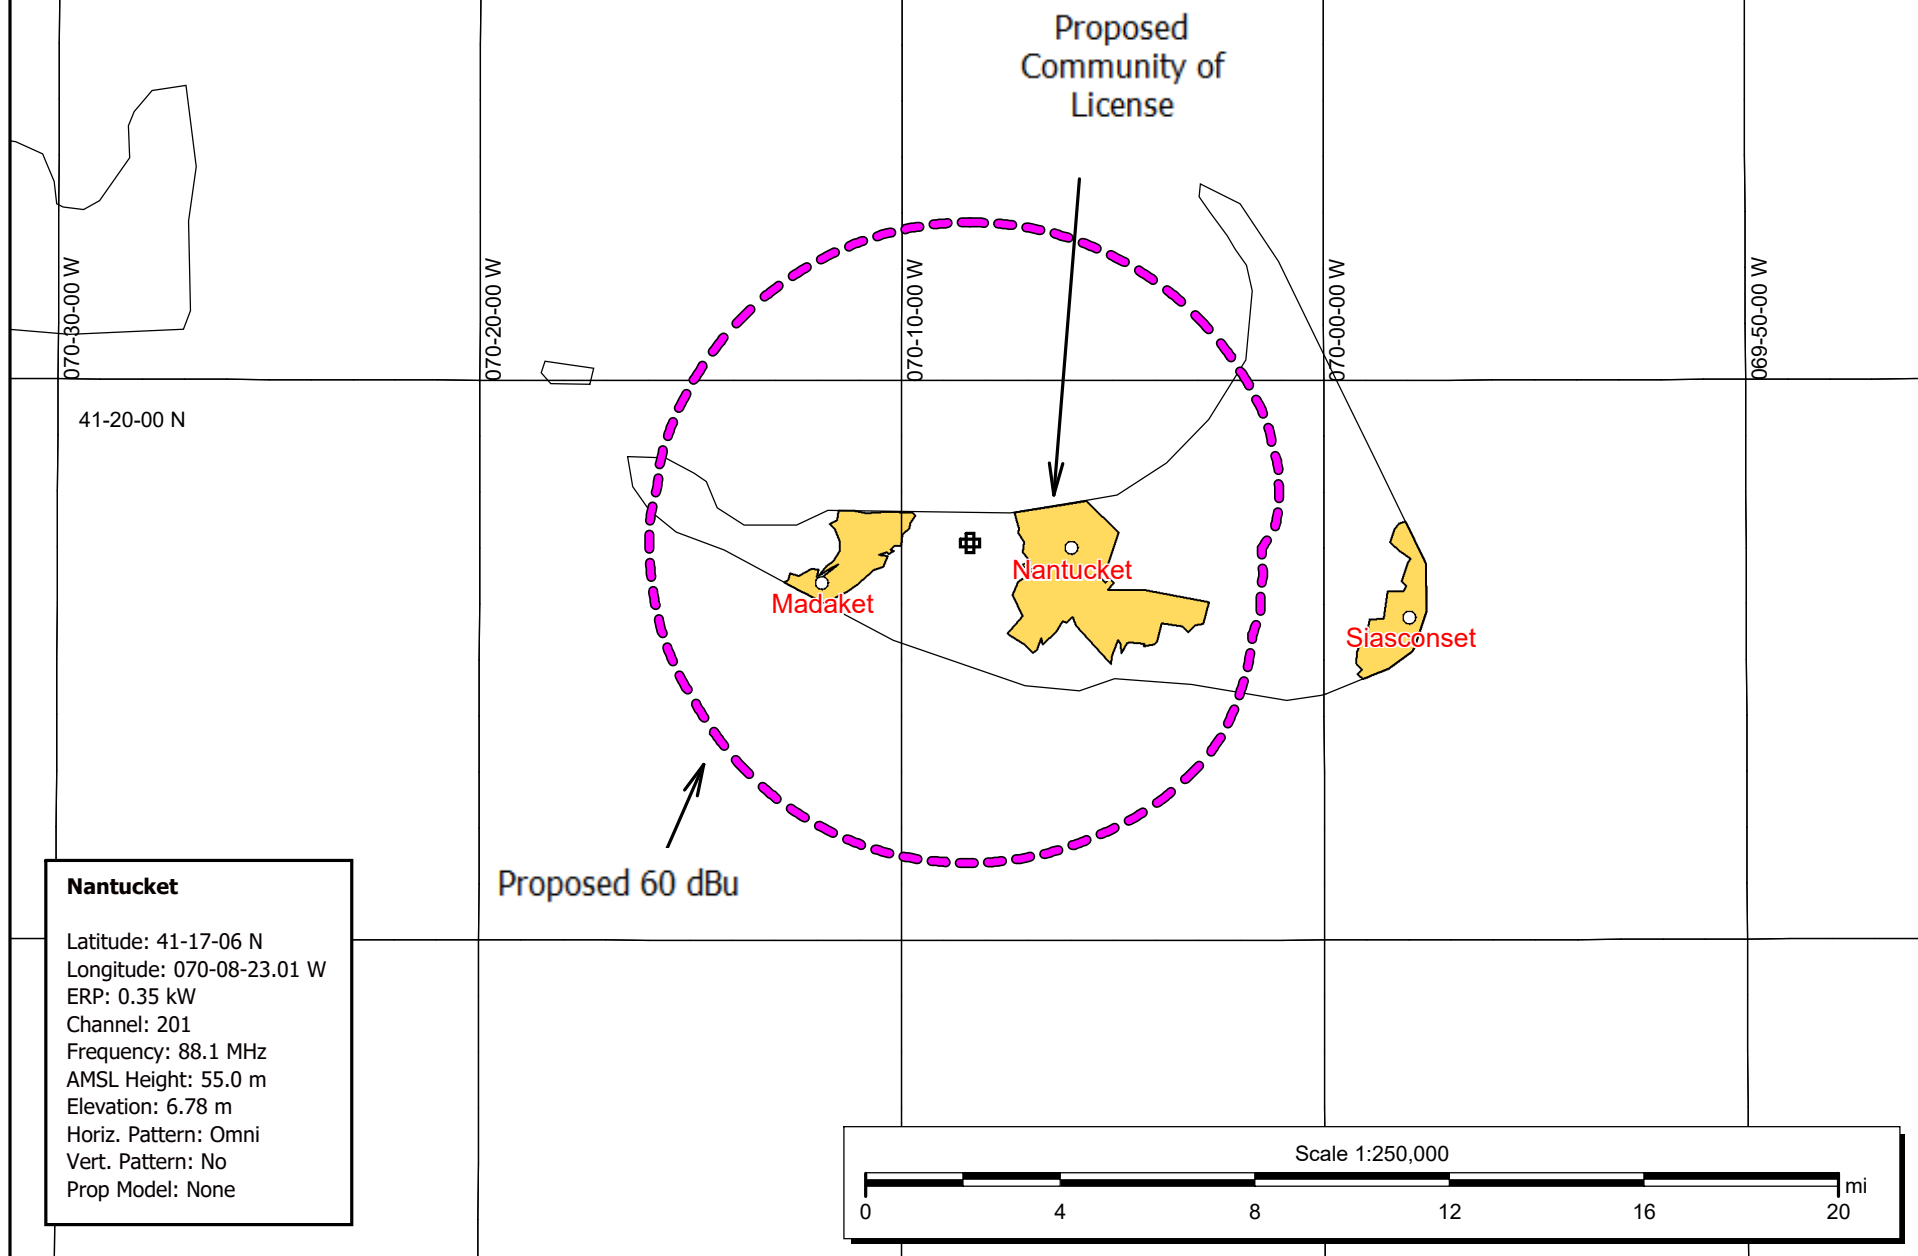 Proposed
Community of
License
070-30-00 W
070-20-00 W
070-10-00 W
070-00-00 W
069-50-00 W
41-20-00 N
Nantucket
Madaket
Siasconset
Proposed 60 dBu
Nantucket
Latitude: 41-17-06 N
Longitude: 070-08-23.01 W
ERP: 0.35 kW
Channel: 201
Frequency: 88.1 MHz
AMSL Height: 55.0 m
Elevation: 6.78 m
Horiz. Pattern: Omni
Vert. Pattern: No
Prop Model: None
Scale 1:250,000
mi
0 4 8 12 16 20